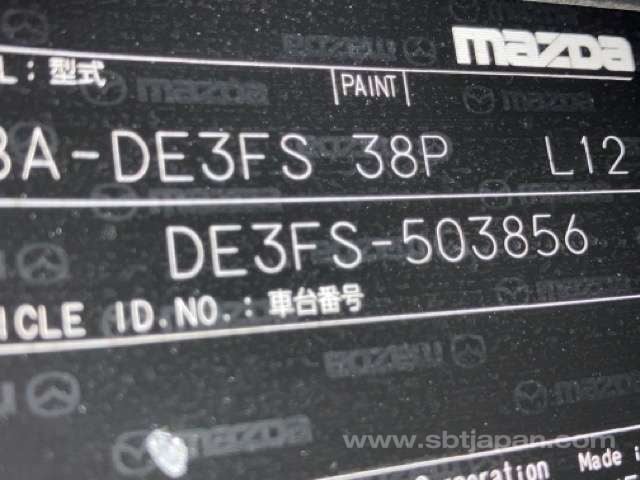 mazda
L : 型式
PAINT
BA-DE3FS 38P L12
DE3FS-503856
ICLE ID.NO. : 車台番号
www.sbtjapan.com
Corporation Made i